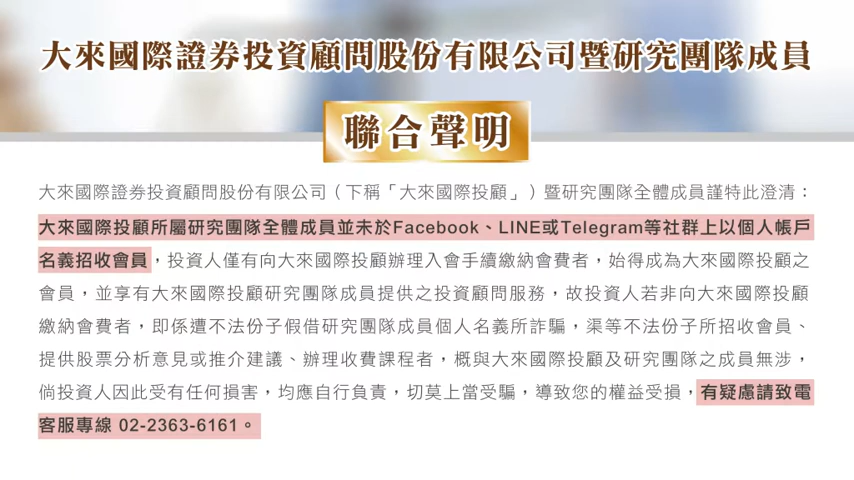 大來國際證券投資顧問股份有限公司暨研究團隊成員
聯合聲明
大來國際證券投資顧問股份有限公司（下稱「大來國際投顧」）暨研究團隊全體成員謹特此澄清：
大來國際投顧所屬研究團隊全體成員並未於Facebook、LINE或Telegram等社群上以個人帳戶
名義招收會員，投資人僅有向大來國際投顧辦理入會手續繳納會費者，始得成為大來國際投顧之
會員，並享有大來國際投顧研究團隊成員提供之投資顧問服務，故投資人若非向大來國際投顧
繳納會費者，即係遭不法份子假借研究團隊成員個人名義所詐騙，渠等不法份子所招收會員、
提供股票分析意見或推介建議、辦理收費課程者，概與大來國際投顧及研究團隊之成員無涉，
倘投資人因此受有任何損害，均應自行負責，切莫上當受騙，導致您的權益受損，有疑慮請致電
客服專線 02-2363-6161。